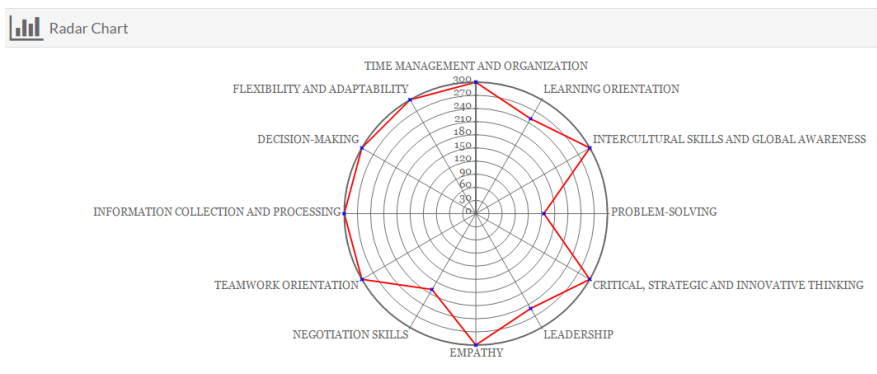 Radar Chart
TIME MANAGEMENT AND ORGANIZATION
FLEXIBILITY AND ADAPTABILITY
LEARNING ORIENTATION
DECISION-MAKING
INTERCULTURAL SKILLS AND GLOBAL AWARENESS
INFORMATION COLLECTION AND PROCESSING
PROBLEM-SOLVING
TEAMWORK ORIENTATION
CRITICAL, STRATEGIC AND INNOVATIVE THINKING
NEGOTIATION SKILLS
LEADERSHIP
EMPATHY
300
270
240
210
180
150
120
90
60
30
0